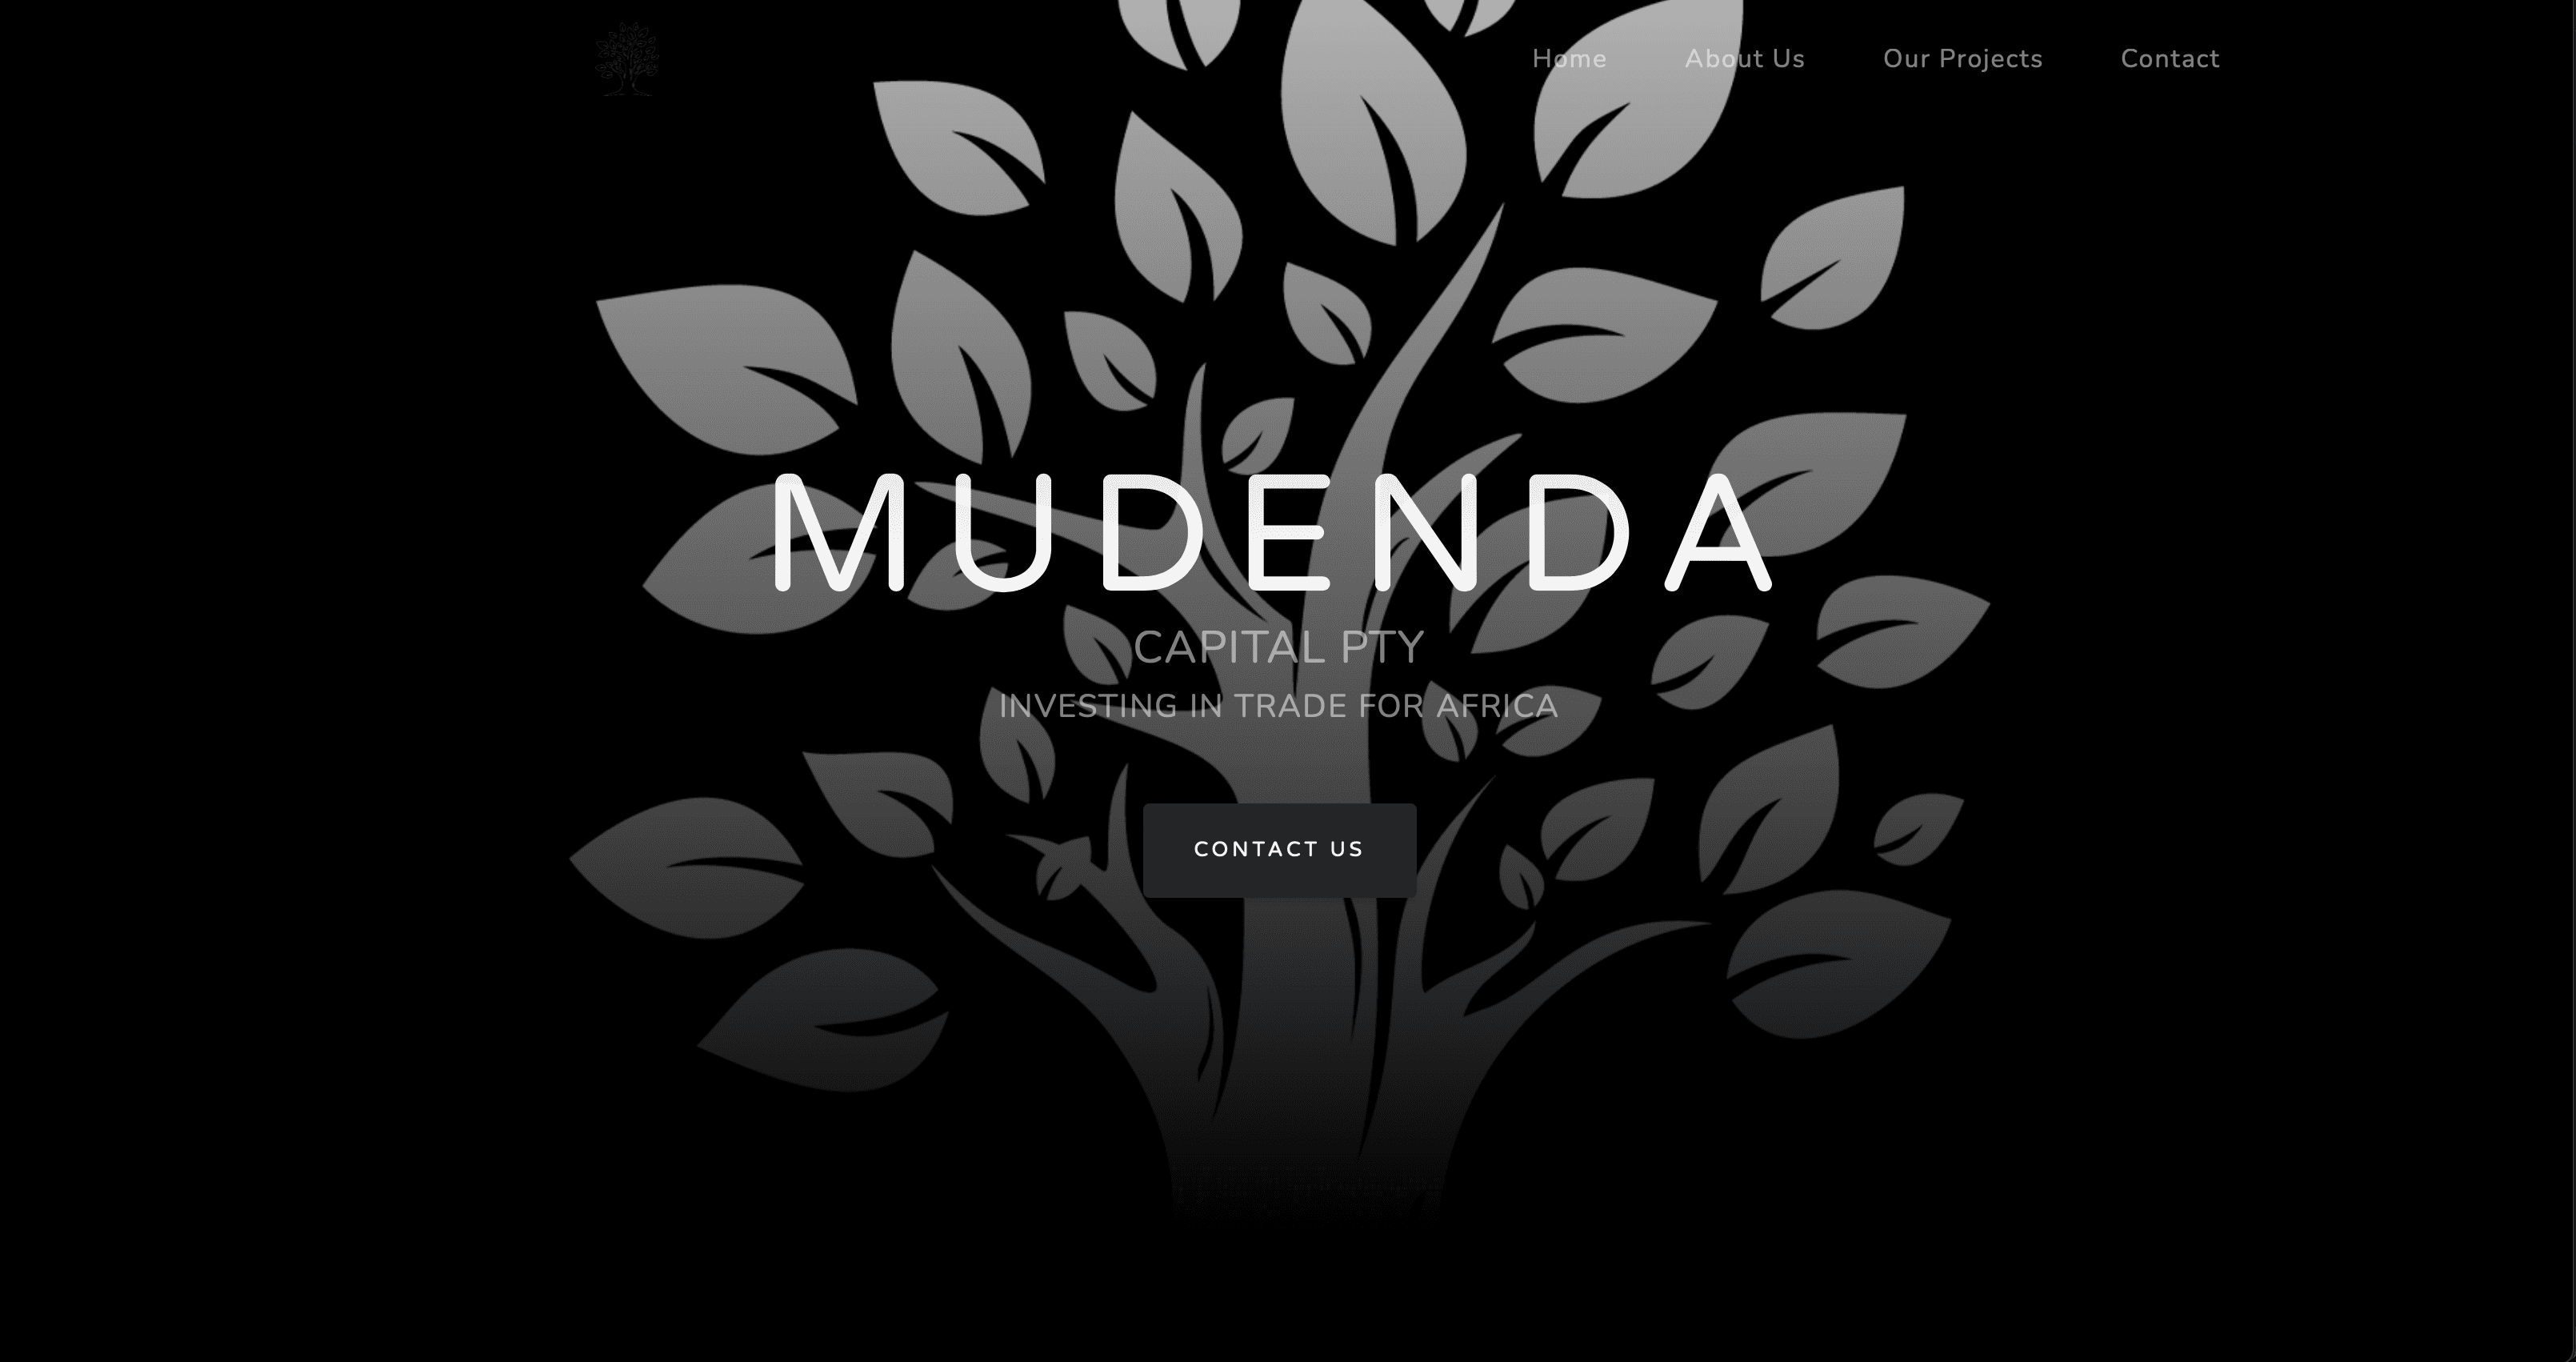 Home About Us Our Projects Contact
MUDENDA
CAPITAL PTY
INVESTING IN TRADE FOR AFRICA
CONTACT US